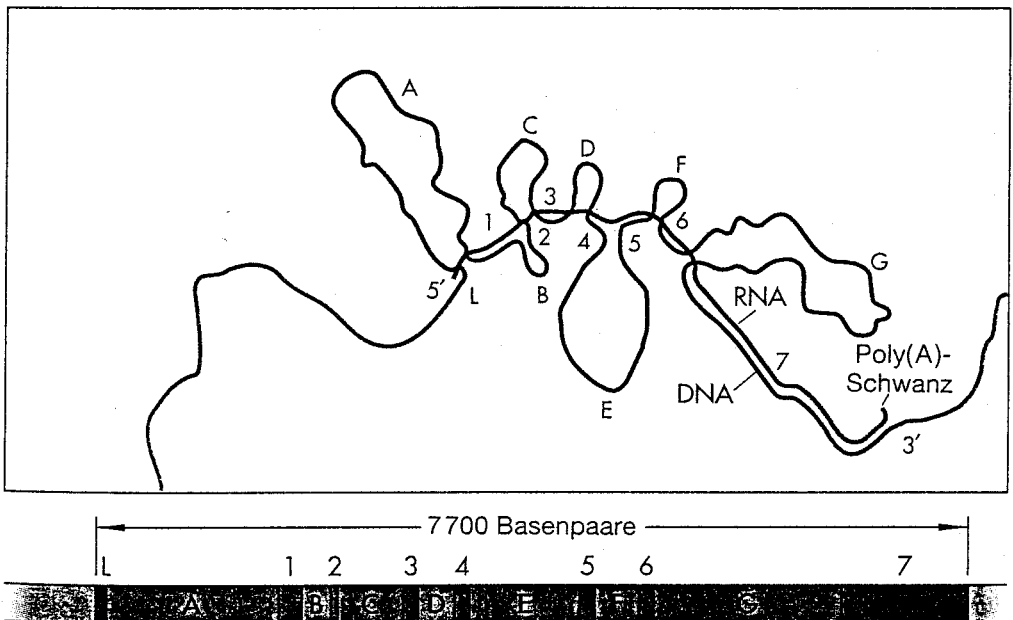 A
C
D
F
1
3
2
4
5
6
5′
L
B
G
RNA
E
7
DNA
Poly(A)-
Schwanz
3′
7700 Basenpaare
L 1 2 3 4 5 6 7
A B C D E F G